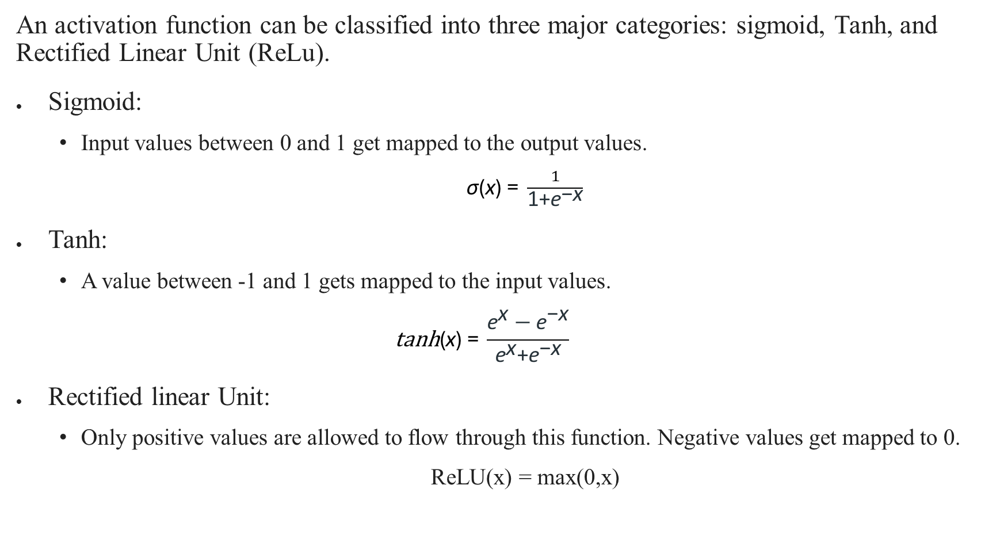 An activation function can be classified into three major categories: sigmoid, Tanh, and
Rectified Linear Unit (ReLu).
• Sigmoid:
• Input values between 0 and 1 get mapped to the output values.
σ(x) = 1 / 1+e^−x
• Tanh:
• A value between -1 and 1 gets mapped to the input values.
tanh(x) = e^x − e^−x / e^x+e^−x
• Rectified linear Unit:
• Only positive values are allowed to flow through this function. Negative values get mapped to 0.
ReLU(x) = max(0,x)